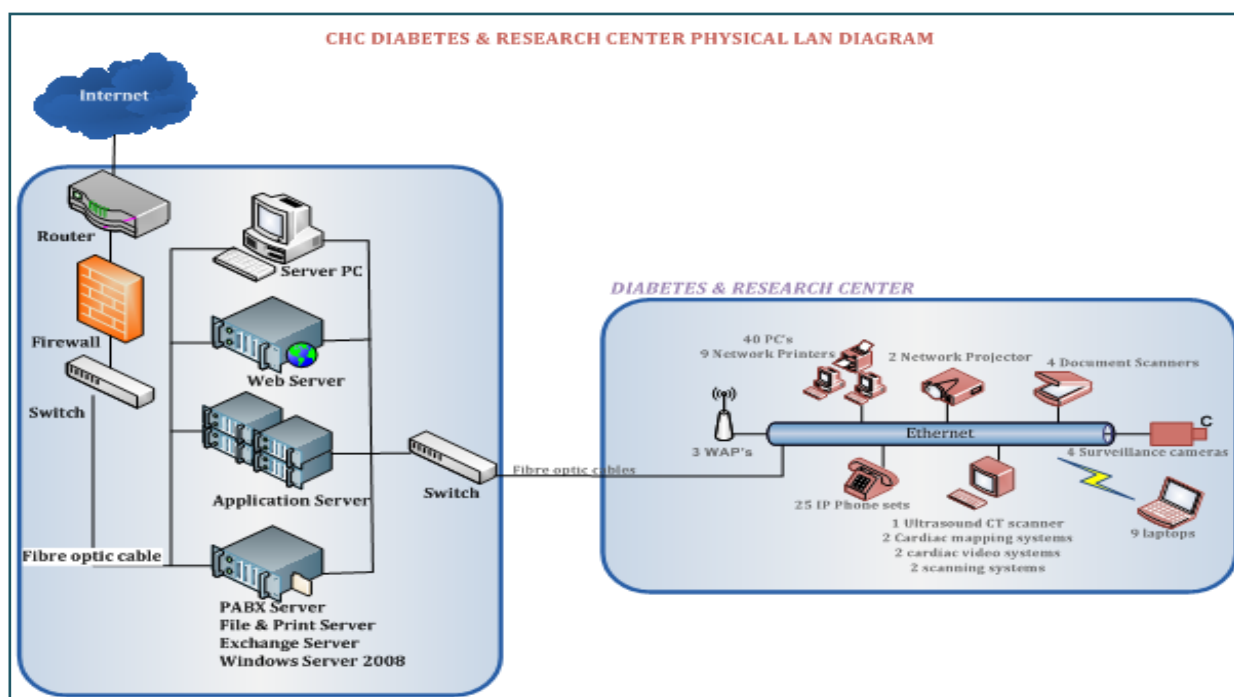 CHC DIABETES & RESEARCH CENTER PHYSICAL LAN DIAGRAM
Internet
Router
Firewall
Switch
Fibre optic cable
Server PC
Web Server
Application Server
PABX Server
File & Print Server
Exchange Server
Windows Server 2008
Switch
Fibre optic cables
DIABETES & RESEARCH CENTER
40 PC's
9 Network Printers
2 Network Projector
4 Document Scanners
3 WAP's
Ethernet
C
4 Surveillance cameras
25 IP Phone sets
1 Ultrasound CT scanner
2 Cardiac mapping systems
2 cardiac video systems
2 scanning systems
9 laptops